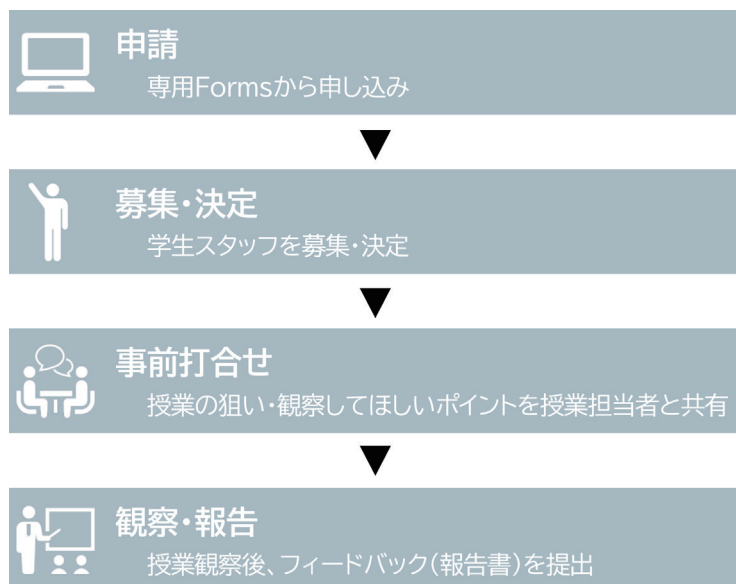 申請
専用Formsから申し込み
▼
募集・決定
学生スタッフを募集・決定
▼
事前打合せ
授業の狙い・観察してほしいポイントを授業担当者と共有
▼
観察・報告
授業観察後、フィードバック(報告書)を提出